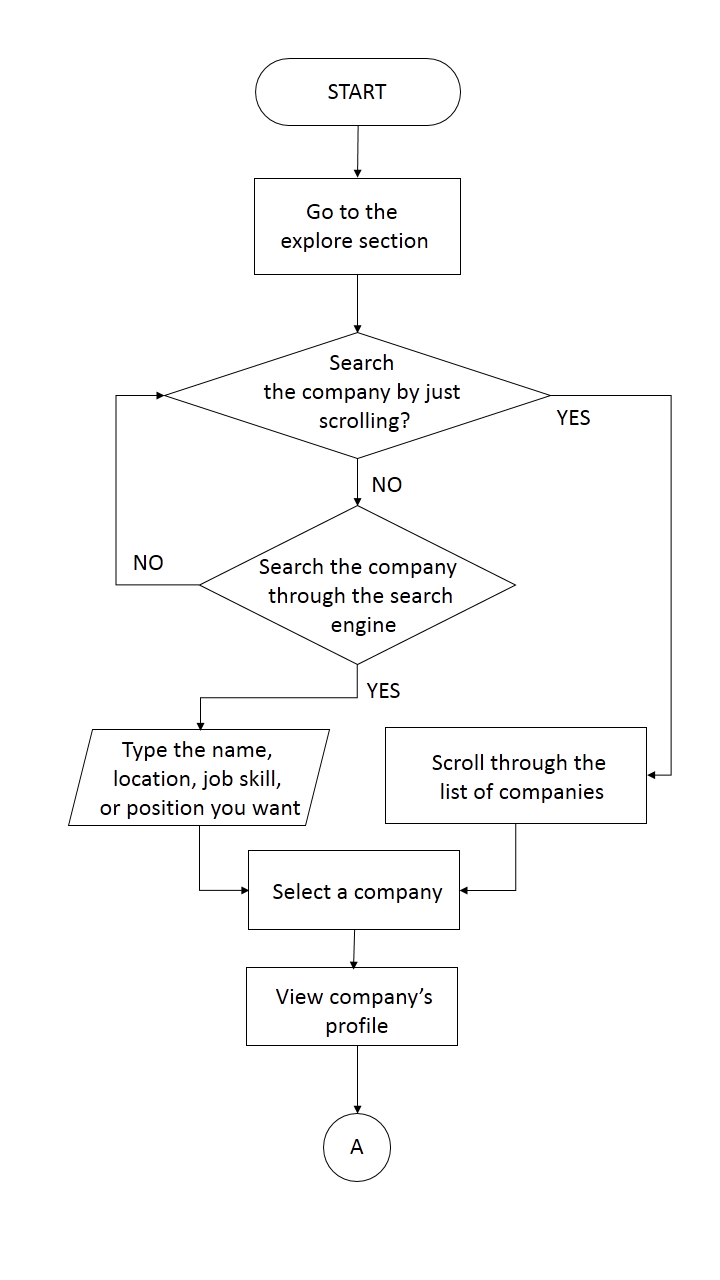 START
Go to the
explore section
Search
the company by just
scrolling?
YES
NO
Search the company
through the search
engine
NO
YES
Type the name,
location, job skill,
or position you want
Scroll through the
list of companies
Select a company
View company’s
profile
A